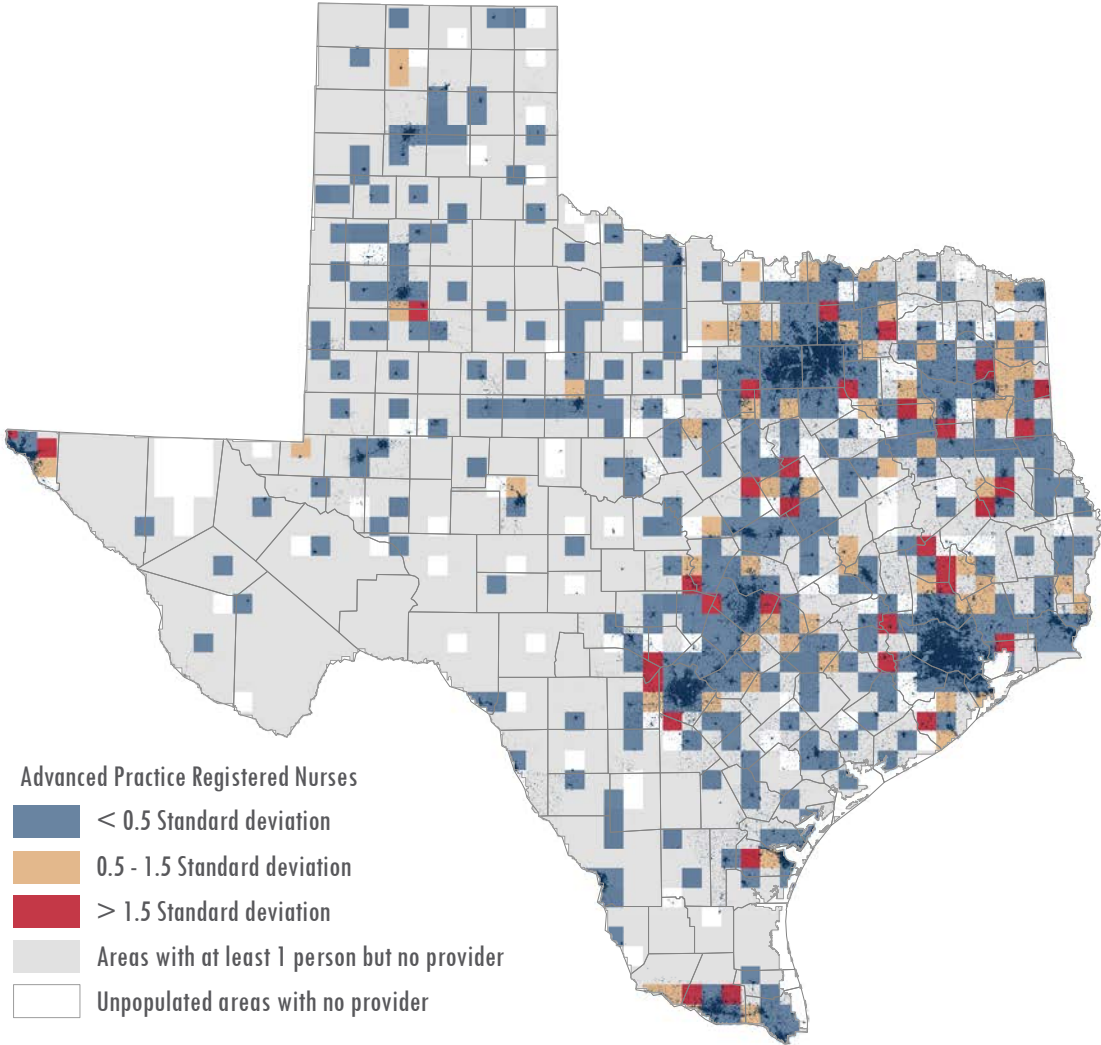 Advanced Practice Registered Nurses
< 0.5 Standard deviation
0.5 - 1.5 Standard deviation
> 1.5 Standard deviation
Areas with at least 1 person but no provider
Unpopulated areas with no provider